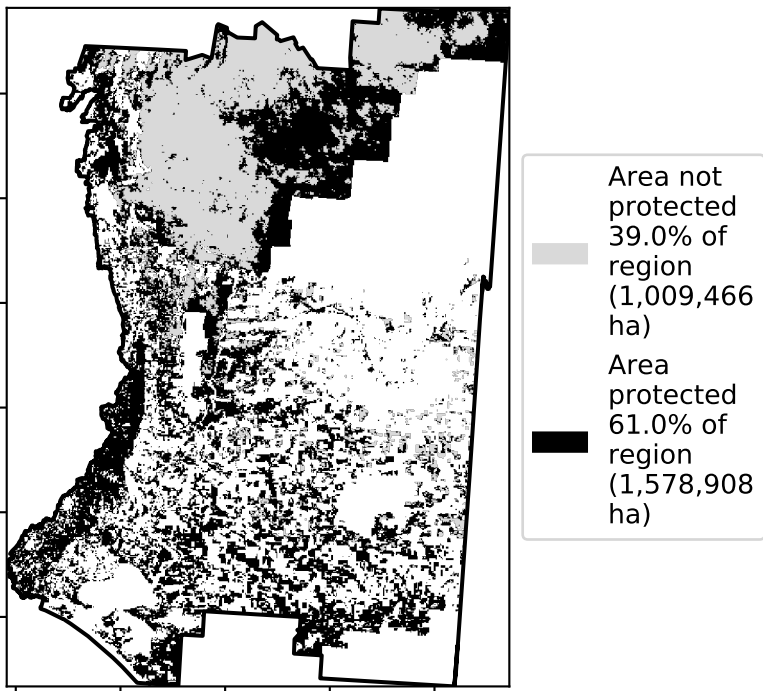 Area not
protected
39.0% of
region
(1,009,466
ha)
Area
protected
61.0% of
region
(1,578,908
ha)